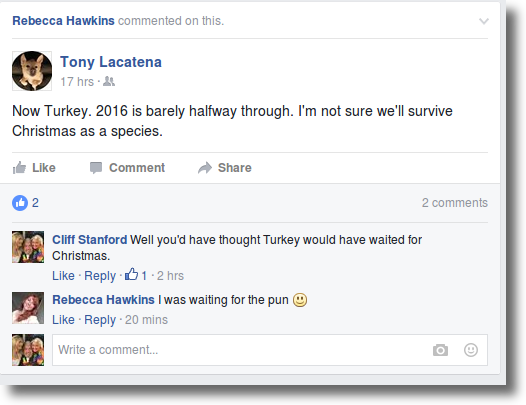 Rebecca Hawkins commented on this.
Tony Lacatena
17 hrs ·
Now Turkey. 2016 is barely halfway through. I'm not sure we'll survive
Christmas as a species.
Like Comment Share
2 2 comments
Cliff Stanford Well you'd have thought Turkey would have waited for
Christmas.
Like · Reply · 1 · 2 hrs
Rebecca Hawkins I was waiting for the pun
Like · Reply · 20 mins
Write a comment...